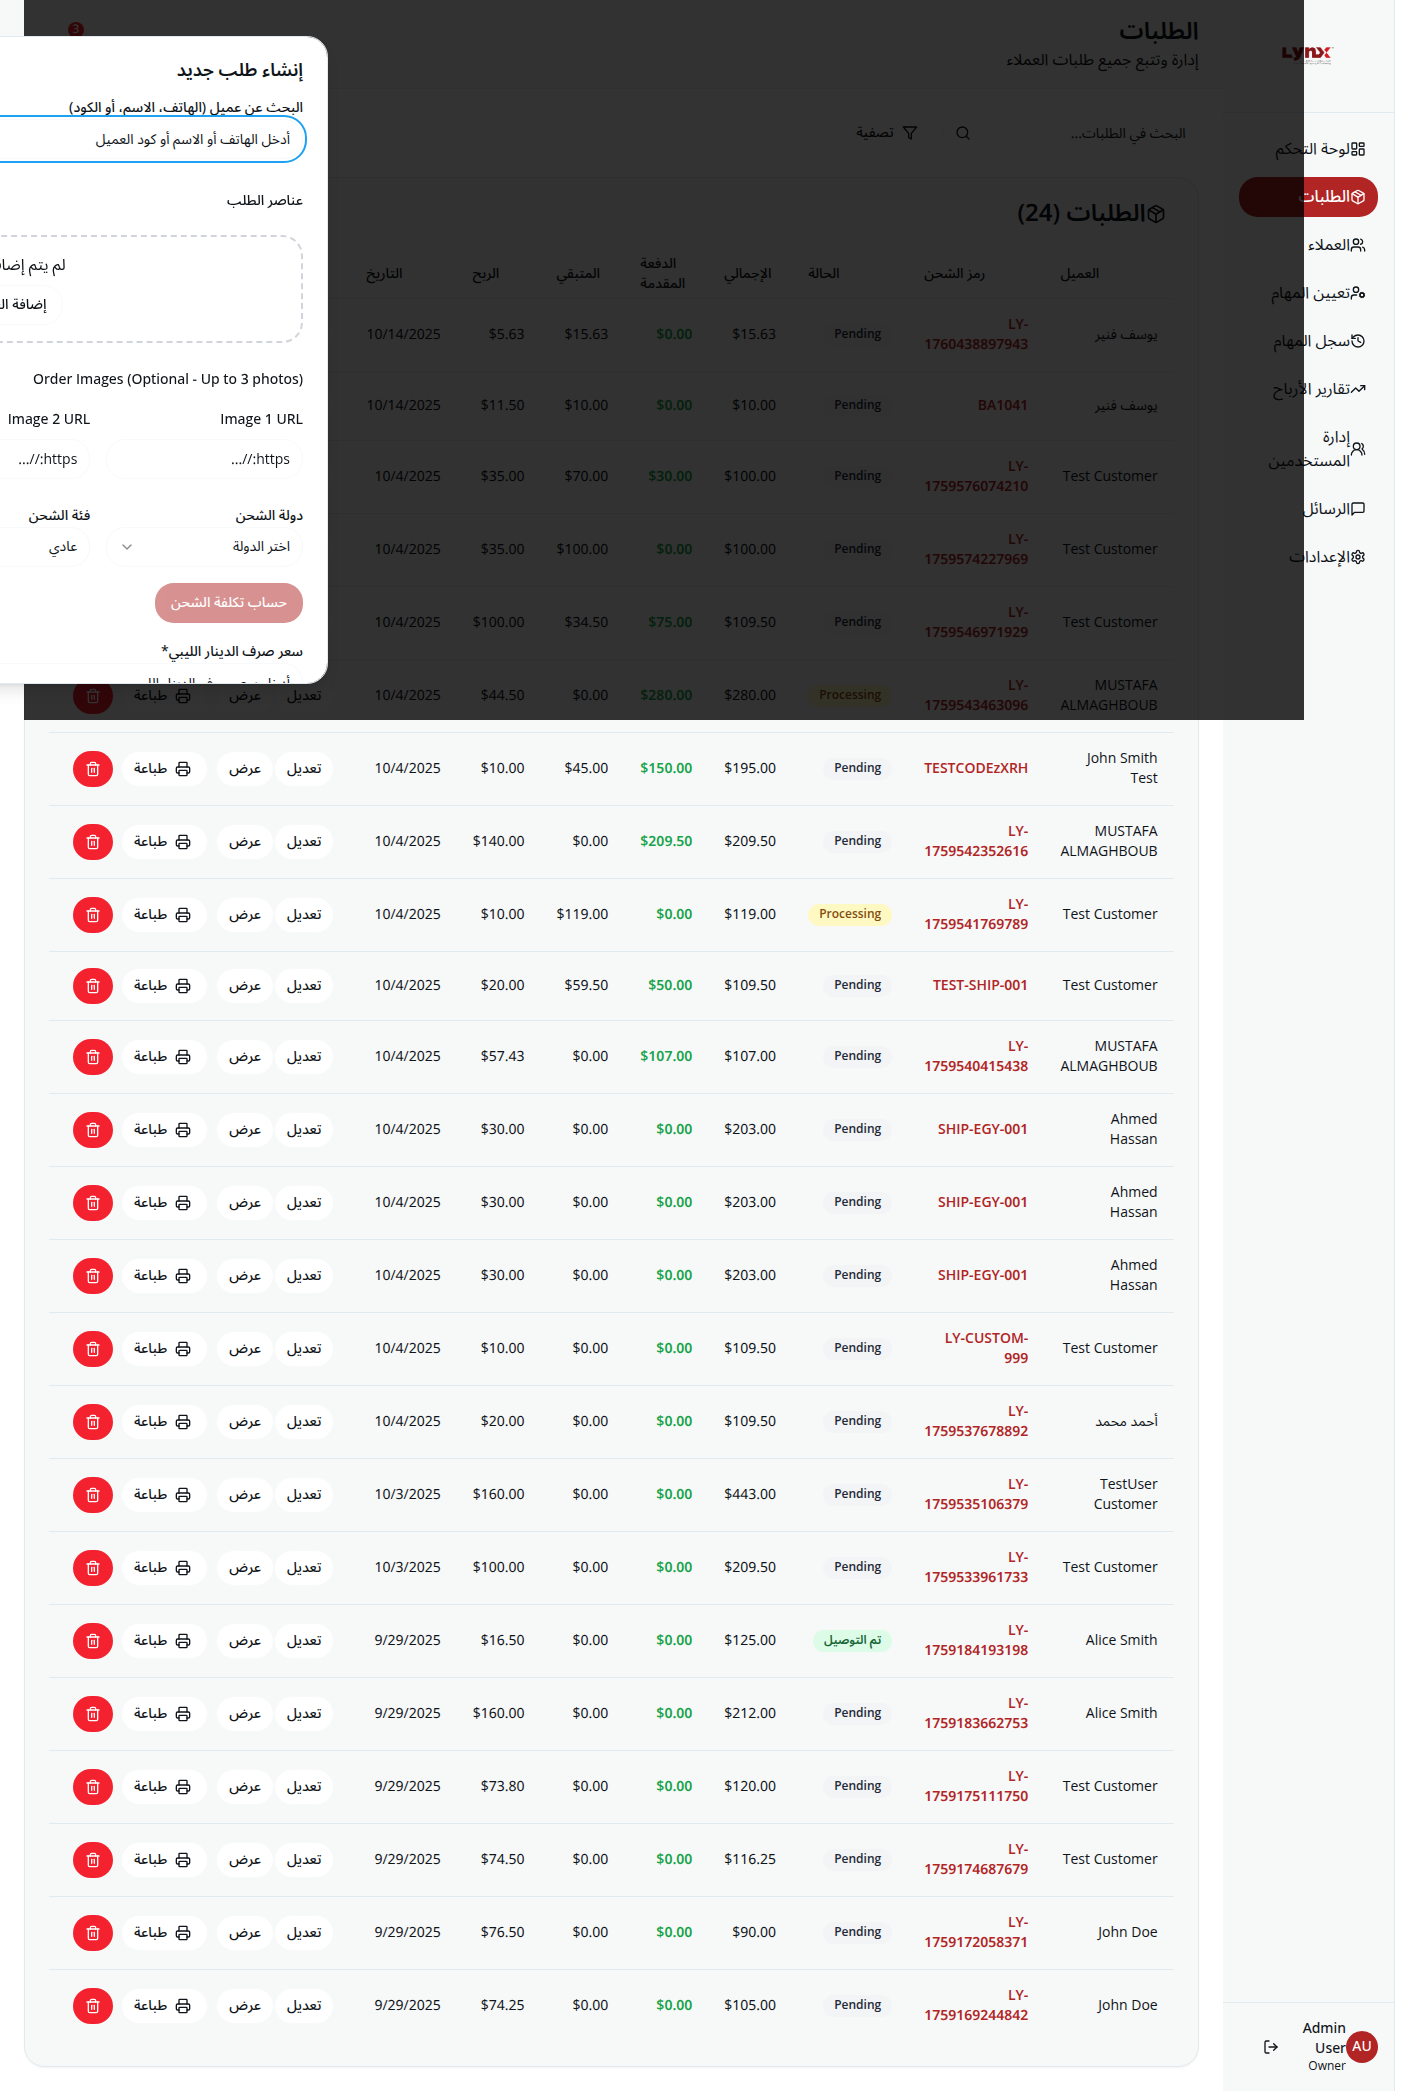 Lynx
لوحة التحكم
الطلبات
العملاء
تعيين المهام
سجل المهام
تقارير الأرباح
إدارة
المستخدمين
الرسائل
الإعدادات
Admin
User
Owner
AU
الطلبات
إدارة وتتبع جميع طلبات العملاء
3
البحث في الطلبات...
تصفية
الطلبات (24)
العميل رمز الشحن الحالة الإجمالي الدفعة المقدمة المتبقي الربح التاريخ
يوسف فنير LY-1760438897943 Pending $15.63 $0.00 $15.63 $5.63 10/14/2025
يوسف فنير BA1041 Pending $10.00 $0.00 $10.00 $11.50 10/14/2025
Test Customer LY-1759576074210 Pending $100.00 $30.00 $70.00 $35.00 10/4/2025
Test Customer LY-1759574227969 Pending $100.00 $0.00 $100.00 $35.00 10/4/2025
Test Customer LY-1759546971929 Pending $109.50 $75.00 $34.50 $100.00 10/4/2025
MUSTAFA ALMAGHBOUB LY-1759543463096 Processing $280.00 $280.00 $0.00 $44.50 10/4/2025 تعديل عرض طباعة
John Smith Test TESTCODEzXRH Pending $195.00 $150.00 $45.00 $10.00 10/4/2025 تعديل عرض طباعة
MUSTAFA ALMAGHBOUB LY-1759542352616 Pending $209.50 $209.50 $0.00 $140.00 10/4/2025 تعديل عرض طباعة
Test Customer LY-1759541769789 Processing $119.00 $0.00 $119.00 $10.00 10/4/2025 تعديل عرض طباعة
Test Customer TEST-SHIP-001 Pending $109.50 $50.00 $59.50 $20.00 10/4/2025 تعديل عرض طباعة
MUSTAFA ALMAGHBOUB LY-1759540415438 Pending $107.00 $107.00 $0.00 $57.43 10/4/2025 تعديل عرض طباعة
Ahmed Hassan SHIP-EGY-001 Pending $203.00 $0.00 $0.00 $30.00 10/4/2025 تعديل عرض طباعة
Ahmed Hassan SHIP-EGY-001 Pending $203.00 $0.00 $0.00 $30.00 10/4/2025 تعديل عرض طباعة
Ahmed Hassan SHIP-EGY-001 Pending $203.00 $0.00 $0.00 $30.00 10/4/2025 تعديل عرض طباعة
Test Customer LY-CUSTOM-999 Pending $109.50 $0.00 $0.00 $10.00 10/4/2025 تعديل عرض طباعة
أحمد محمد LY-1759537678892 Pending $109.50 $0.00 $0.00 $20.00 10/4/2025 تعديل عرض طباعة
TestUser Customer LY-1759535106379 Pending $443.00 $0.00 $0.00 $160.00 10/3/2025 تعديل عرض طباعة
Test Customer LY-1759533961733 Pending $209.50 $0.00 $0.00 $100.00 10/3/2025 تعديل عرض طباعة
Alice Smith LY-1759184193198 تم التوصيل $125.00 $0.00 $0.00 $16.50 9/29/2025 تعديل عرض طباعة
Alice Smith LY-1759183662753 Pending $212.00 $0.00 $0.00 $160.00 9/29/2025 تعديل عرض طباعة
Test Customer LY-1759175111750 Pending $120.00 $0.00 $0.00 $73.80 9/29/2025 تعديل عرض طباعة
Test Customer LY-1759174687679 Pending $116.25 $0.00 $0.00 $74.50 9/29/2025 تعديل عرض طباعة
John Doe LY-1759172058371 Pending $90.00 $0.00 $0.00 $76.50 9/29/2025 تعديل عرض طباعة
John Doe LY-1759169244842 Pending $105.00 $0.00 $0.00 $74.25 9/29/2025 تعديل عرض طباعة
إنشاء طلب جديد
البحث عن عميل (الهاتف، الاسم، أو الكود)
أدخل الهاتف أو الاسم أو كود العميل
عناصر الطلب
لم يتم
إضافة
Order Images (Optional - Up to 3 photos)
Image 1 URL Image 2 URL
https://... https://...
دولة الشحن فئة الشحن
اختر الدولة عادي
حساب تكلفة الشحن
سعر صرف الدينار الليبي*